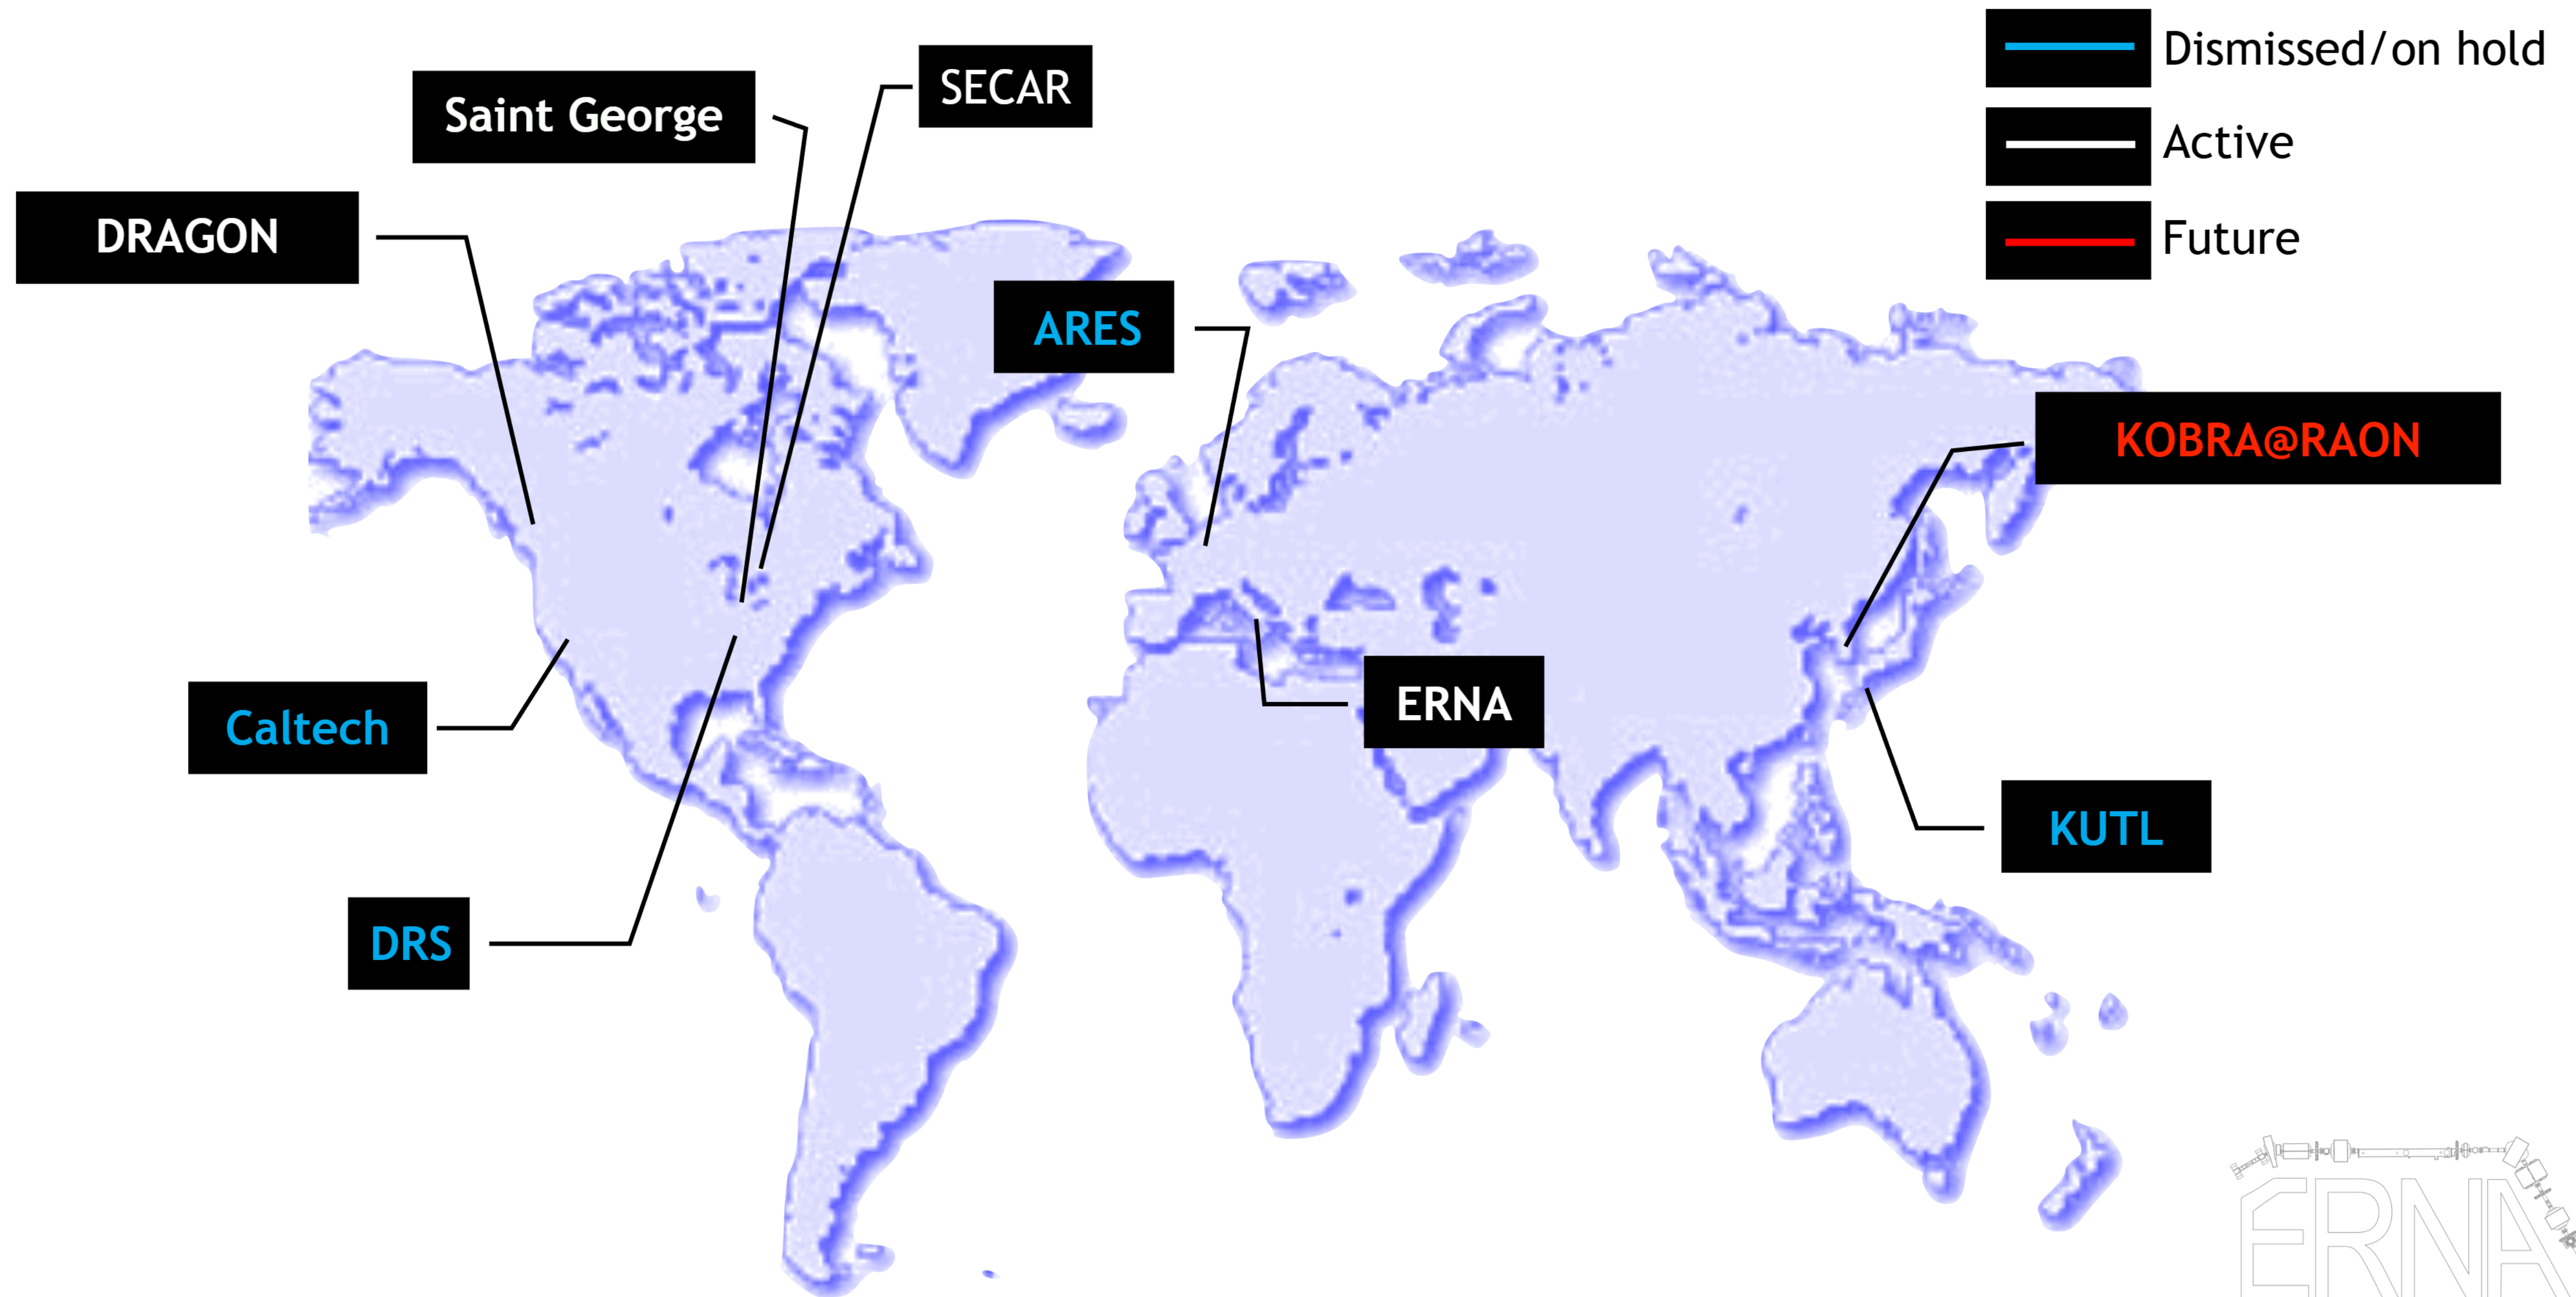 Dismissed/on hold
Active
Future
SECAR
Saint George
DRAGON
ARES
KOBRA@RAON
ERNA
Caltech
KUTL
DRS
ERNA